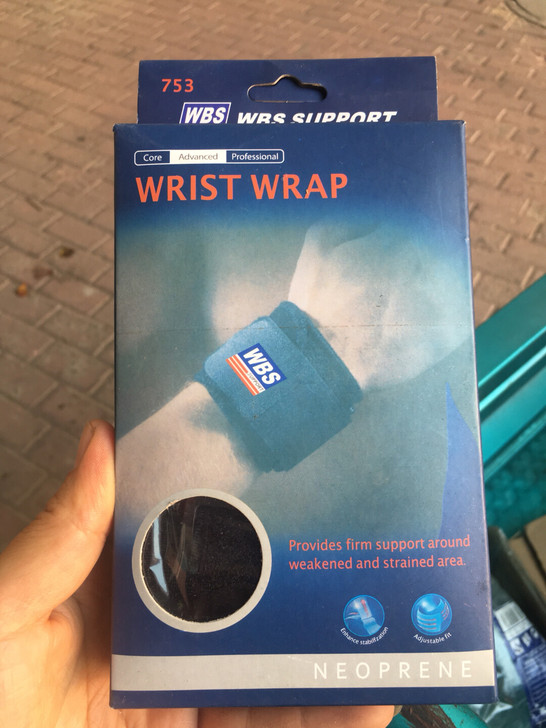 753
WBS WBS SUPPORT
Core Advanced Professional
WRIST WRAP
WBS
SUPPORT
Provides firm support around
weakened and strained area.
Enhance stabilization
Adjustable fit
NEOPRENE